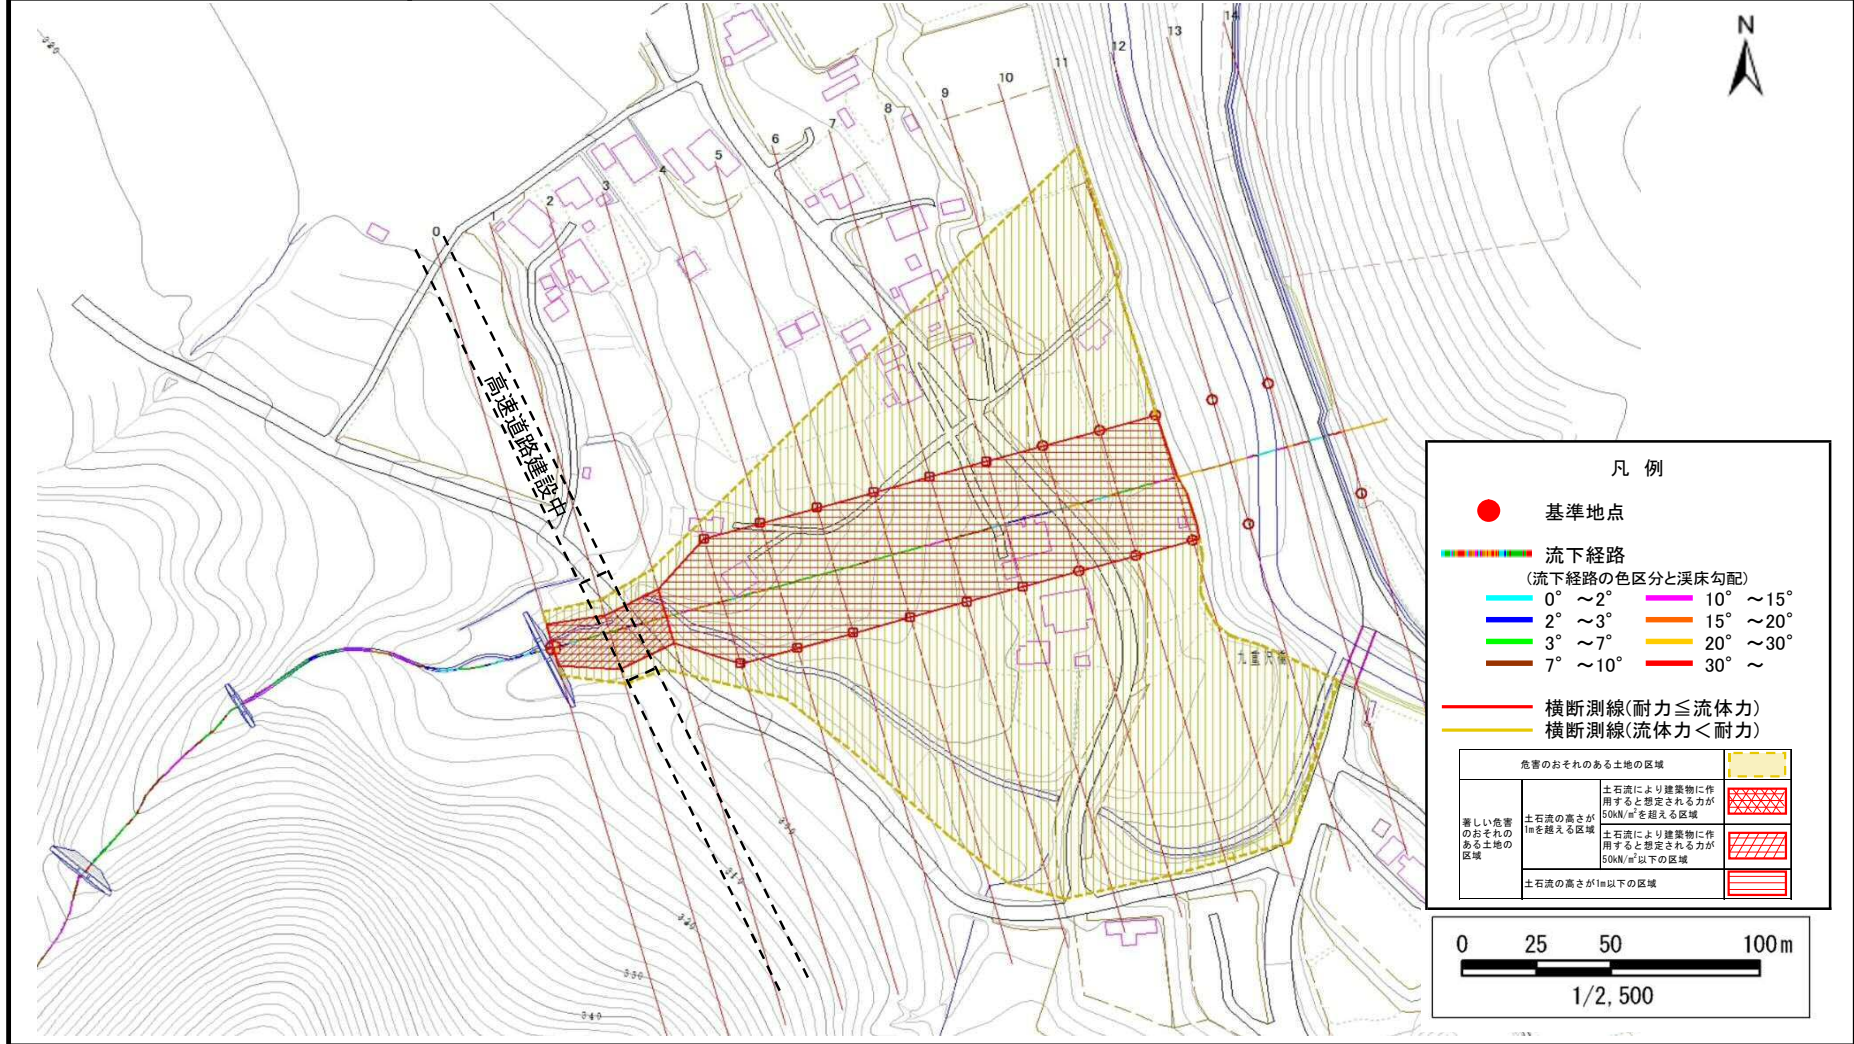 N
320
0
1
2
3
4
5
6
7
8
9
10
11
12
13
14
高速道路建設中
300
310
320
330
340
凡 例
基準地点
流下経路
(流下経路の色区分と渓床勾配)
0° ～2°
10° ～15°
2° ～3°
15° ～20°
3° ～7°
20° ～30°
7° ～10°
30° ～
横断測線(耐力≦流体力)
横断測線(流体力＜耐力)
危害のおそれのある土地の区域
著しい危害
のおそれの
ある土地の
区域
土石流の高さが
1mを越える区域
土石流により建築物に作
用すると想定される力が
50kN/m²を超える区域
土石流により建築物に作
用すると想定される力が
50kN/m²以下の区域
土石流の高さが1m以下の区域
0 25 50 100m
1/2,500